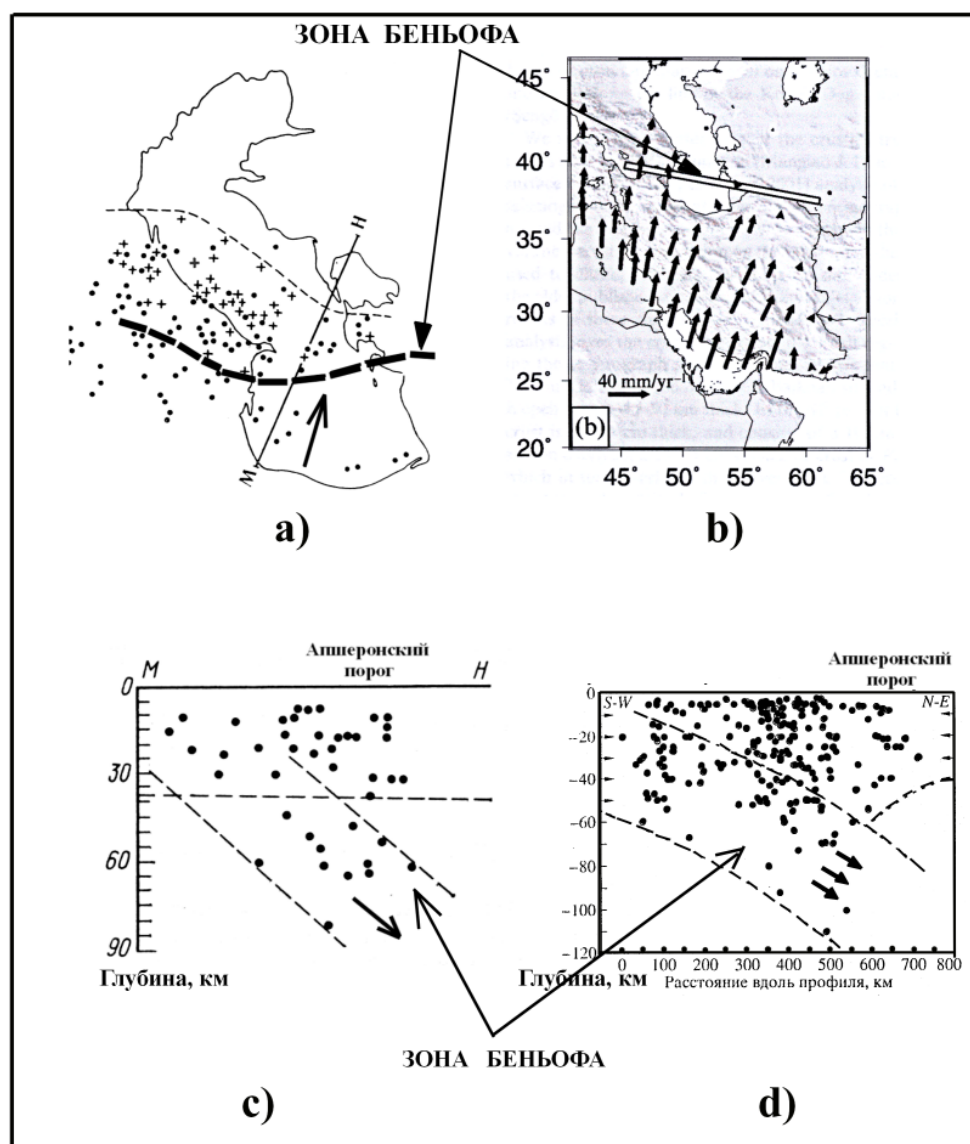 ЗОНА БЕНЬОФА
Н
М
a)
45°
40°
35°
30°
25°
20°
40 mm/yr
(b)
45° 50° 55° 60° 65°
b)
Апшеронский
порог
М
Н
0
30
60
90
Глубина, км
c)
Апшеронский
порог
S-W
N-E
0
-20
-40
-60
-80
-100
-120
0 100 200 300 400 500 600 700 800
Глубина, км
Расстояние вдоль профиля, км
ЗОНА БЕНЬОФА
d)